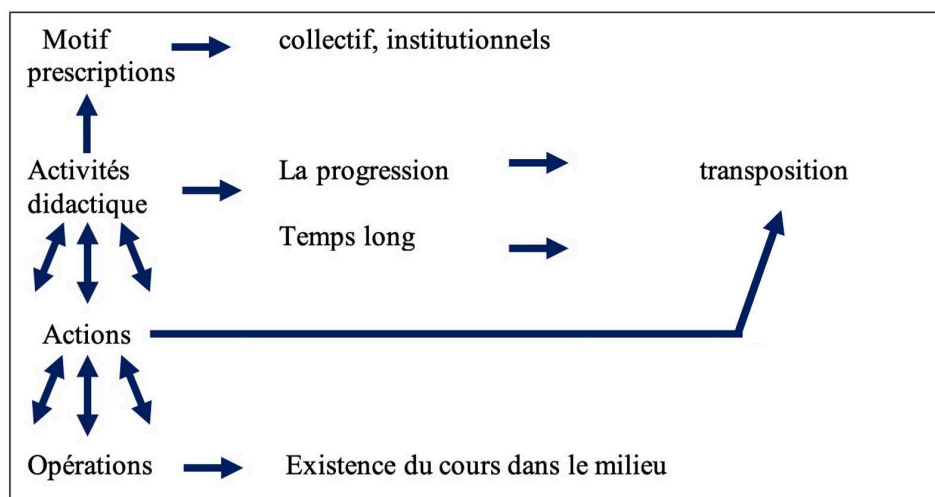 Motif
prescriptions
collectif, institutionnels
Activités
didactique
La progression
transposition
Temps long
Actions
Opérations
Existence du cours dans le milieu